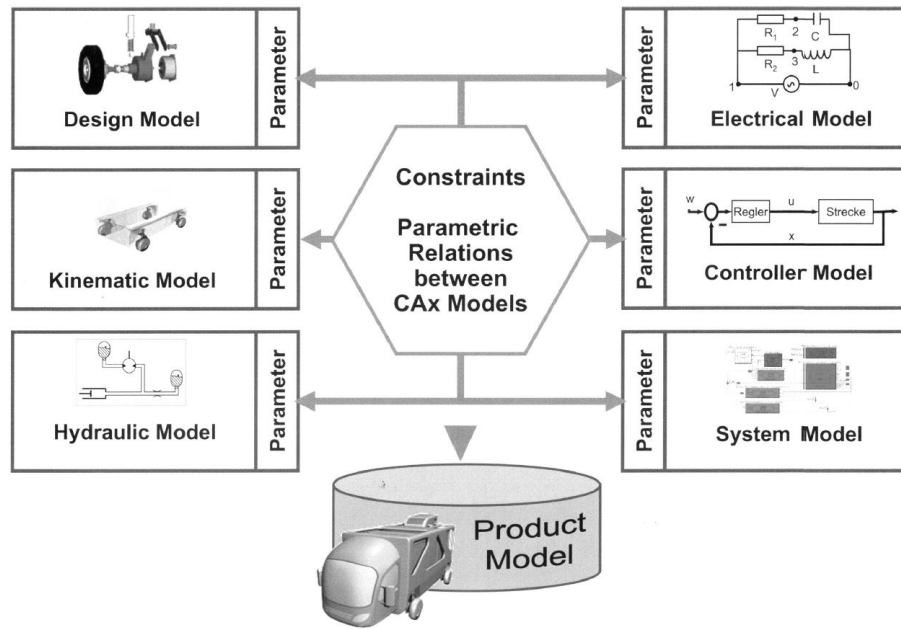 Design Model
Parameter
Parameter
R1
2
C
R2
3
L
1
V
0
Electrical Model
Kinematic Model
Parameter
Constraints
Parametric
Relations
between
CAx Models
Parameter
w
Regler
u
Strecke
x
Controller Model
Hydraulic Model
Parameter
Parameter
System Model
Product
Model